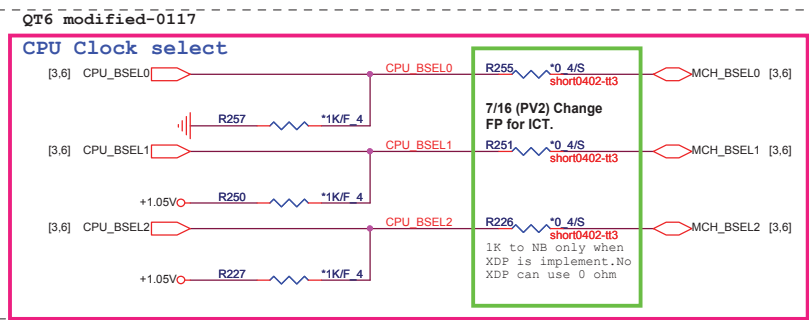 QT6 modified-0117
CPU Clock select
[3,6] CPU_BSEL0 CPU_BSEL0 R255 *0_4/S MCH_BSEL0 [3,6]
short0402-tt3
7/16 (PV2) Change
FP for ICT.
R257 *1K/F_4
[3,6] CPU_BSEL1 CPU_BSEL1 R251 *0_4/S MCH_BSEL1 [3,6]
short0402-tt3
+1.05V R250 *1K/F_4
[3,6] CPU_BSEL2 CPU_BSEL2 R226 *0_4/S MCH_BSEL2 [3,6]
short0402-tt3
1K to NB only when
XDP is implement.No
XDP can use 0 ohm
+1.05V R227 *1K/F_4